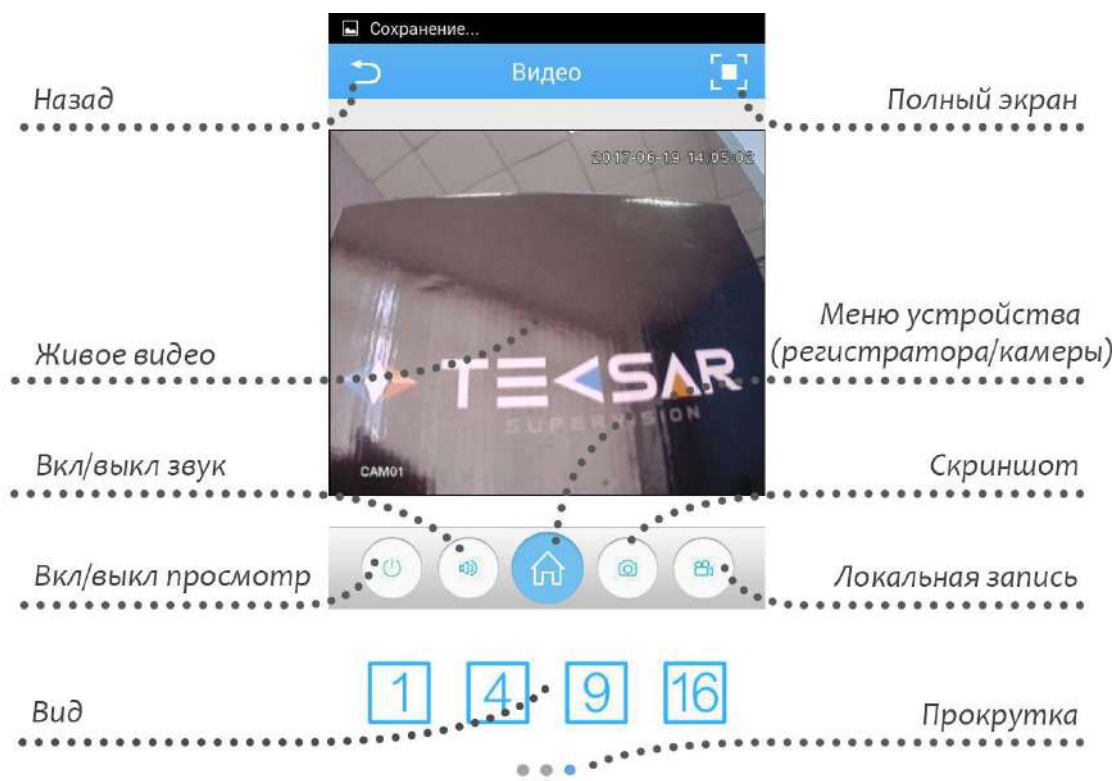 Сохранение...
Видео
Назад
Полный экран
2017-06-19 14:05:02
Меню устройства
(регистратора/камеры)
Живое видео
TECSAR
SUPERVISION
Вкл/выкл звук
CAM01
Скриншот
Вкл/выкл просмотр
Локальная запись
1 4 9 16
Вид
Прокрутка